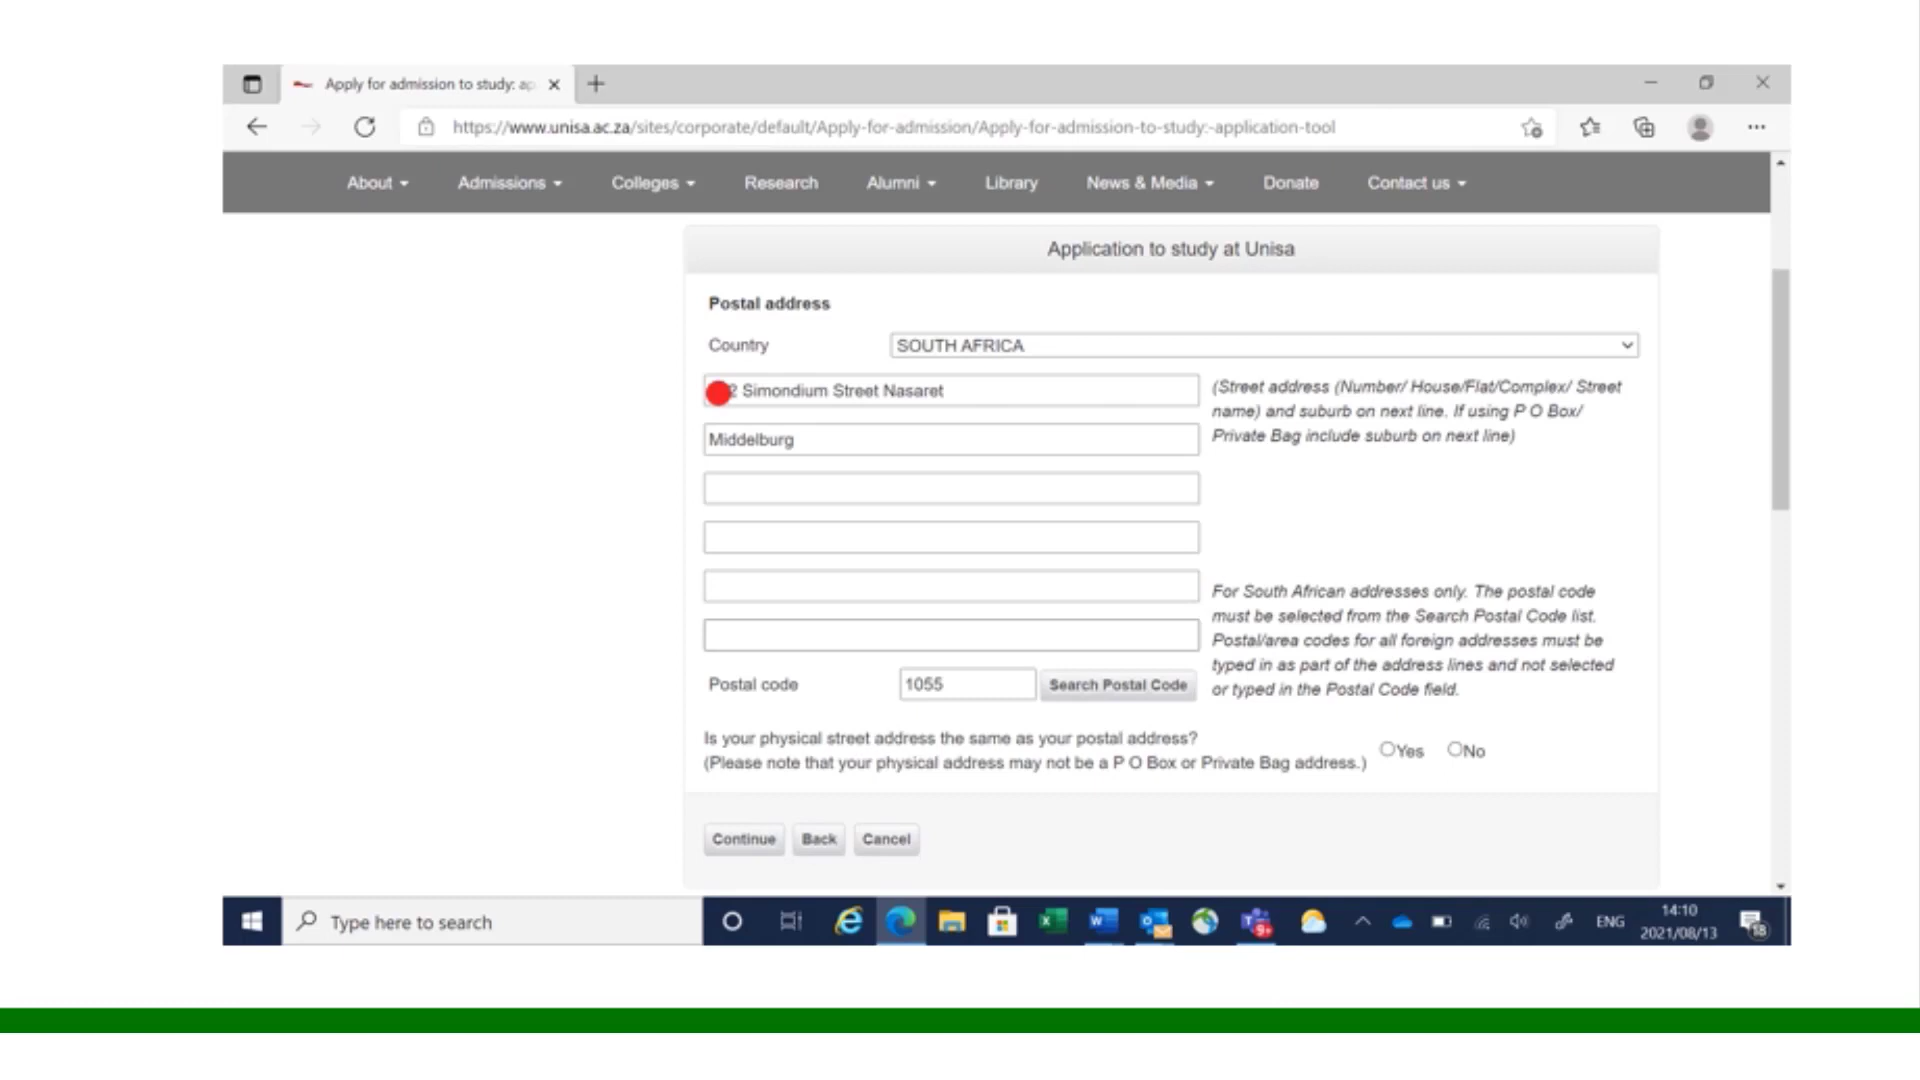 Apply for admission to study: ap
https://www.unisa.ac.za/sites/corporate/default/Apply-for-admission/Apply-for-admission-to-study:-application-tool
About Admissions Colleges Research Alumni Library News & Media Donate Contact us
Application to study at Unisa
Postal address
Country SOUTH AFRICA
2 Simondium Street Nasaret
(Street address (Number/ House/Flat/Complex/ Street
name) and suburb on next line. If using P O Box/
Private Bag include suburb on next line)
Middelburg
For South African addresses only. The postal code
must be selected from the Search Postal Code list.
Postal/area codes for all foreign addresses must be
typed in as part of the address lines and not selected
or typed in the Postal Code field.
Postal code 1055 Search Postal Code
Is your physical street address the same as your postal address?
(Please note that your physical address may not be a P O Box or Private Bag address.) Yes No
Continue Back Cancel
Type here to search
9+
ENG
14:10
2021/08/13
18